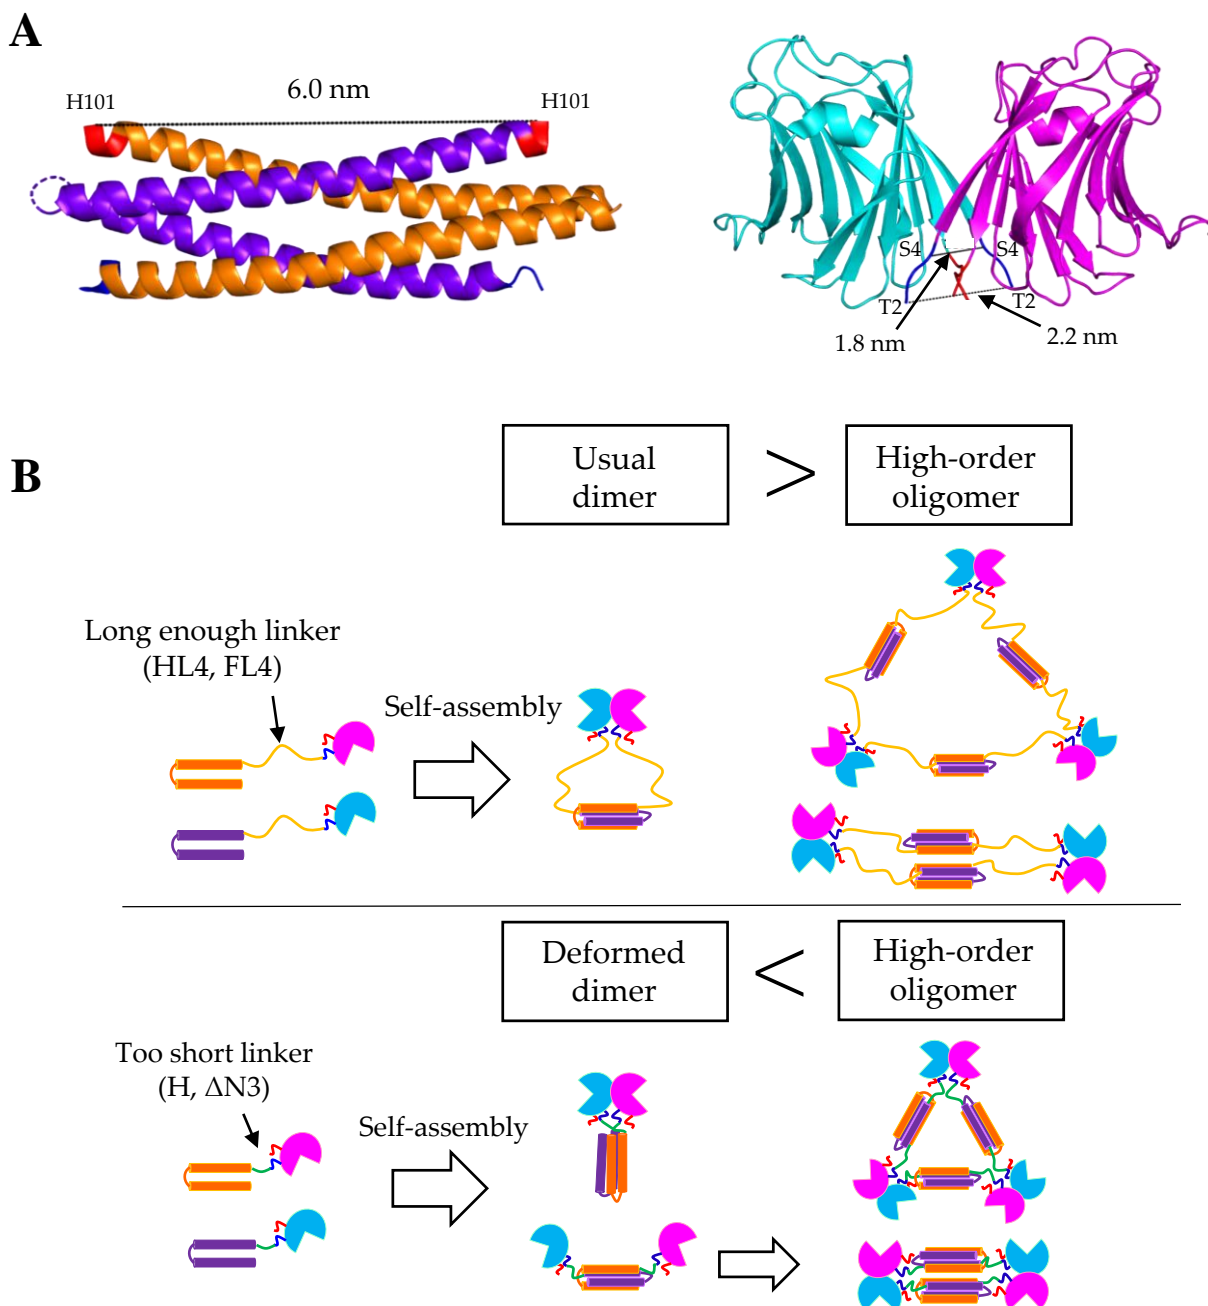 A
H101
6.0 nm
H101
S4
S4
T2
T2
1.8 nm
2.2 nm
B
Usual
dimer
>
High-order
oligomer
Long enough linker
(HL4, FL4)
Self-assembly
Deformed
dimer
<
High-order
oligomer
Too short linker
(H, ΔN3)
Self-assembly